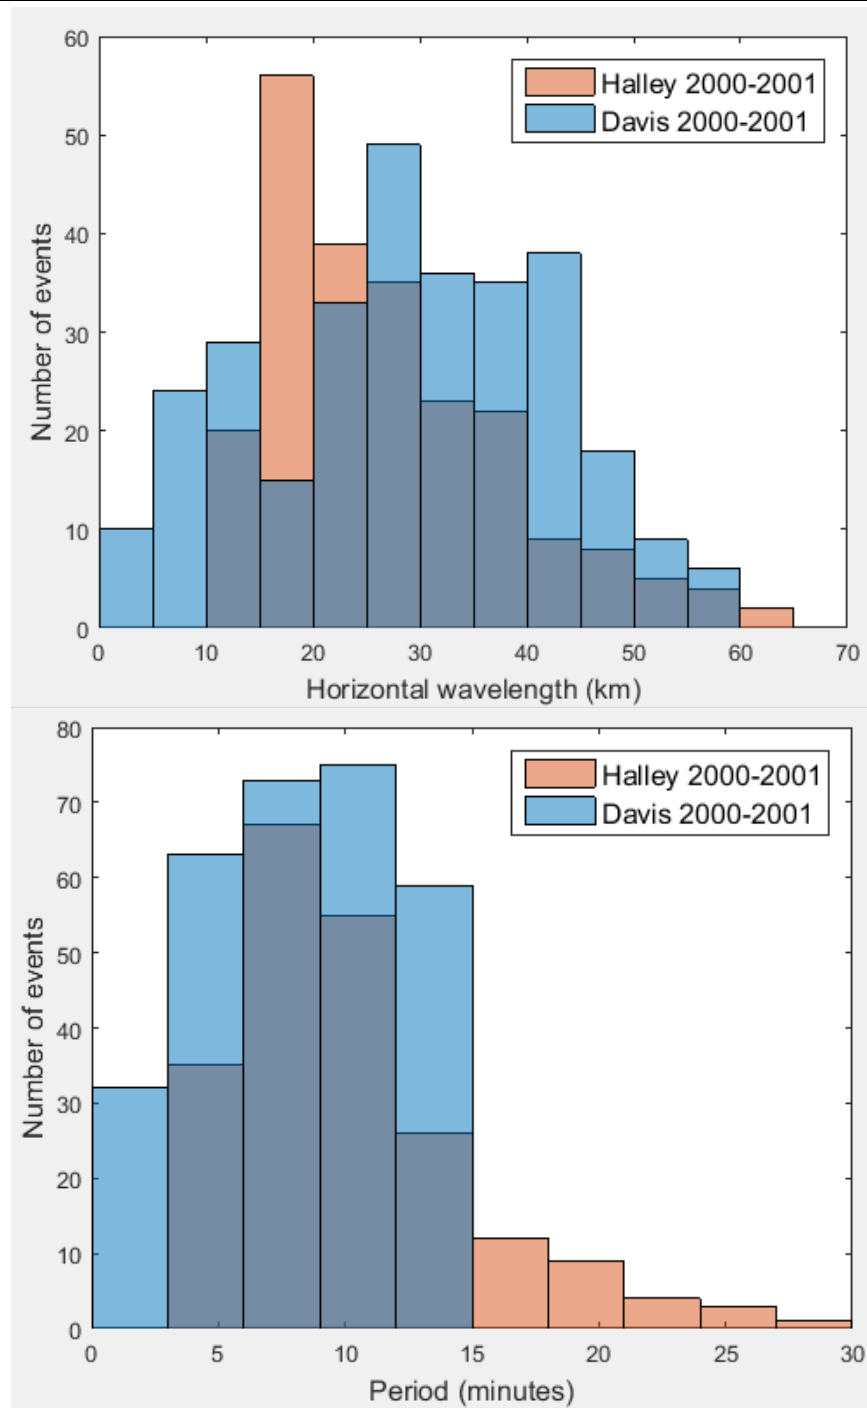 60
50
40
30
20
10
0
Number of events
Halley 2000-2001
Davis 2000-2001
0 10 20 30 40 50 60 70
Horizontal wavelength (km)
80
70
60
50
40
30
20
10
0
Number of events
Halley 2000-2001
Davis 2000-2001
0 5 10 15 20 25 30
Period (minutes)